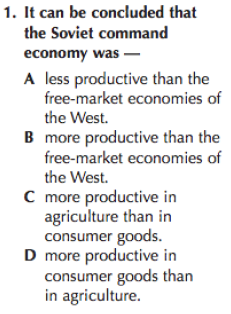 1. It can be concluded that
the Soviet command
economy was —
A less productive than the
free-market economies of
the West.
B more productive than the
free-market economies of
the West.
C more productive in
agriculture than in
consumer goods.
D more productive in
consumer goods than
in agriculture.